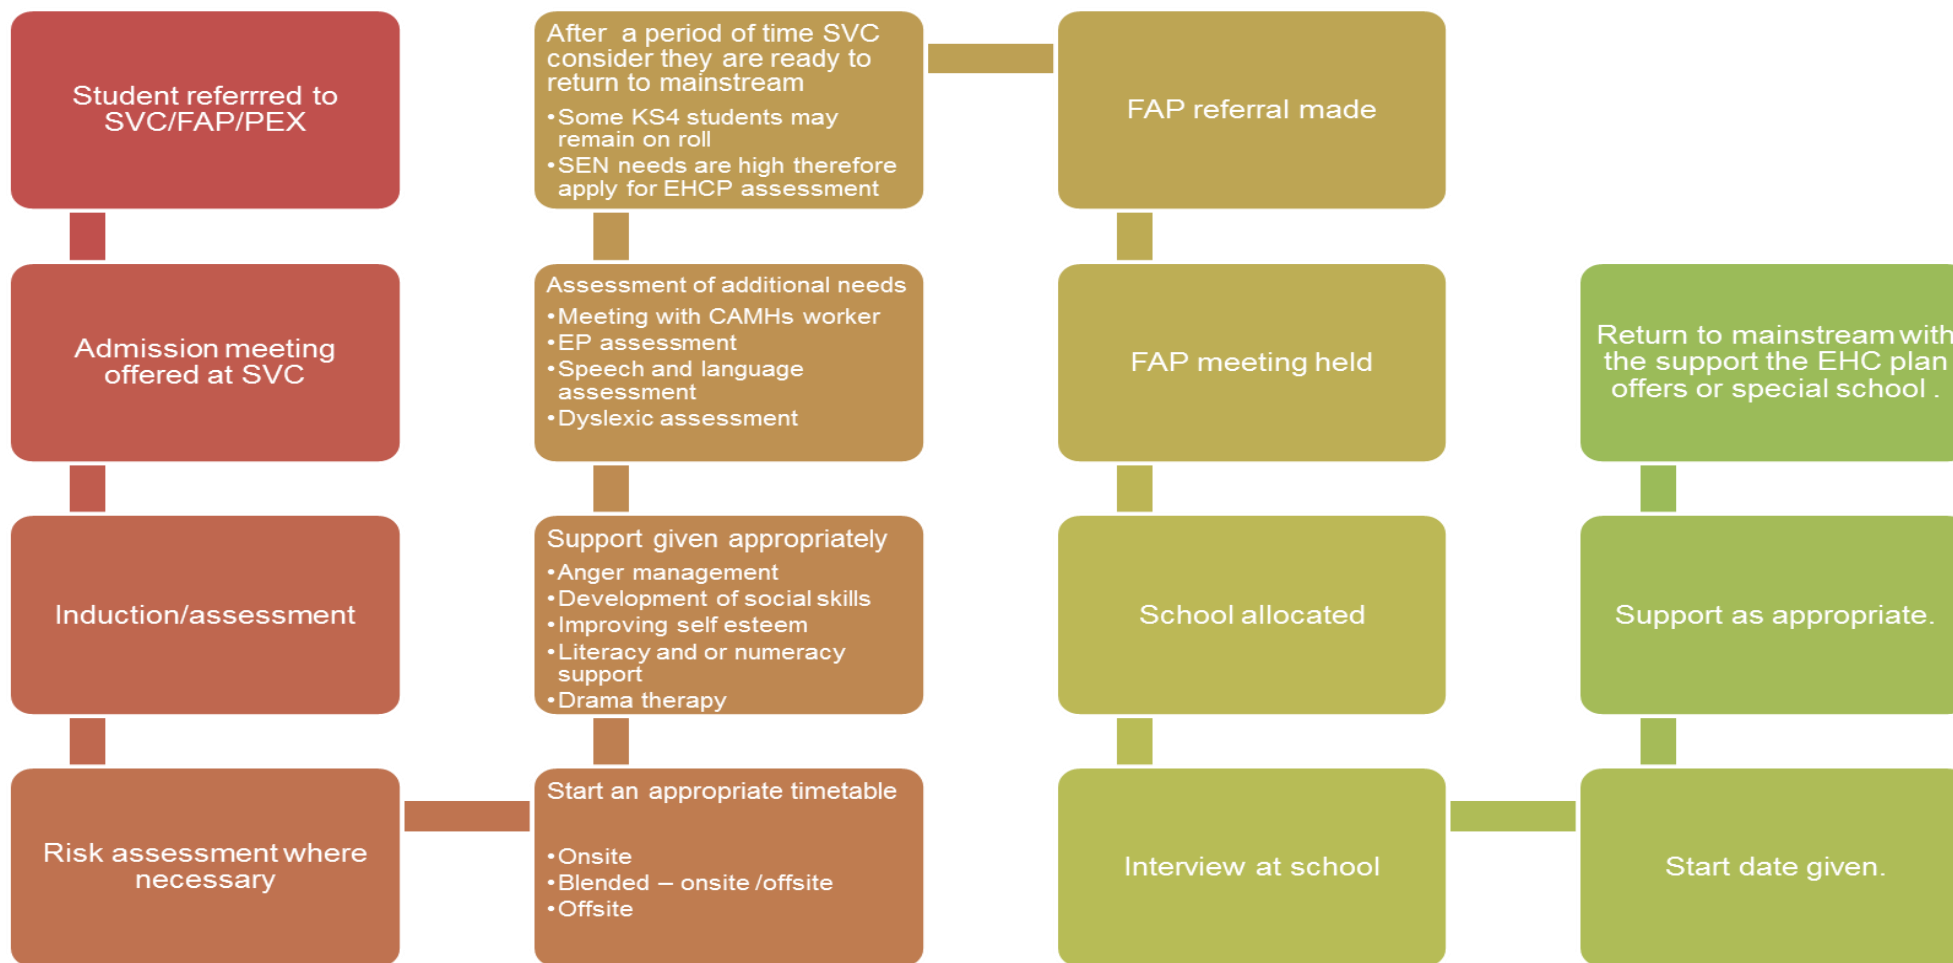 Student referrred to
SVC/FAP/PEX
Admission meeting
offered at SVC
Induction/assessment
Risk assessment where
necessary
Start an appropriate timetable
•Onsite
•Blended – onsite /offsite
•Offsite
Support given appropriately
•Anger management
•Development of social skills
•Improving self esteem
•Literacy and or numeracy
support
•Drama therapy
Assessment of additional needs
•Meeting with CAMHs worker
•EP assessment
•Speech and language
assessment
•Dyslexic assessment
After a period of time SVC
consider they are ready to
return to mainstream
•Some KS4 students may
remain on roll
•SEN needs are high therefore
apply for EHCP assessment
FAP referral made
FAP meeting held
School allocated
Interview at school
Start date given.
Support as appropriate.
Return to mainstream with
the support the EHC plan
offers or special school .